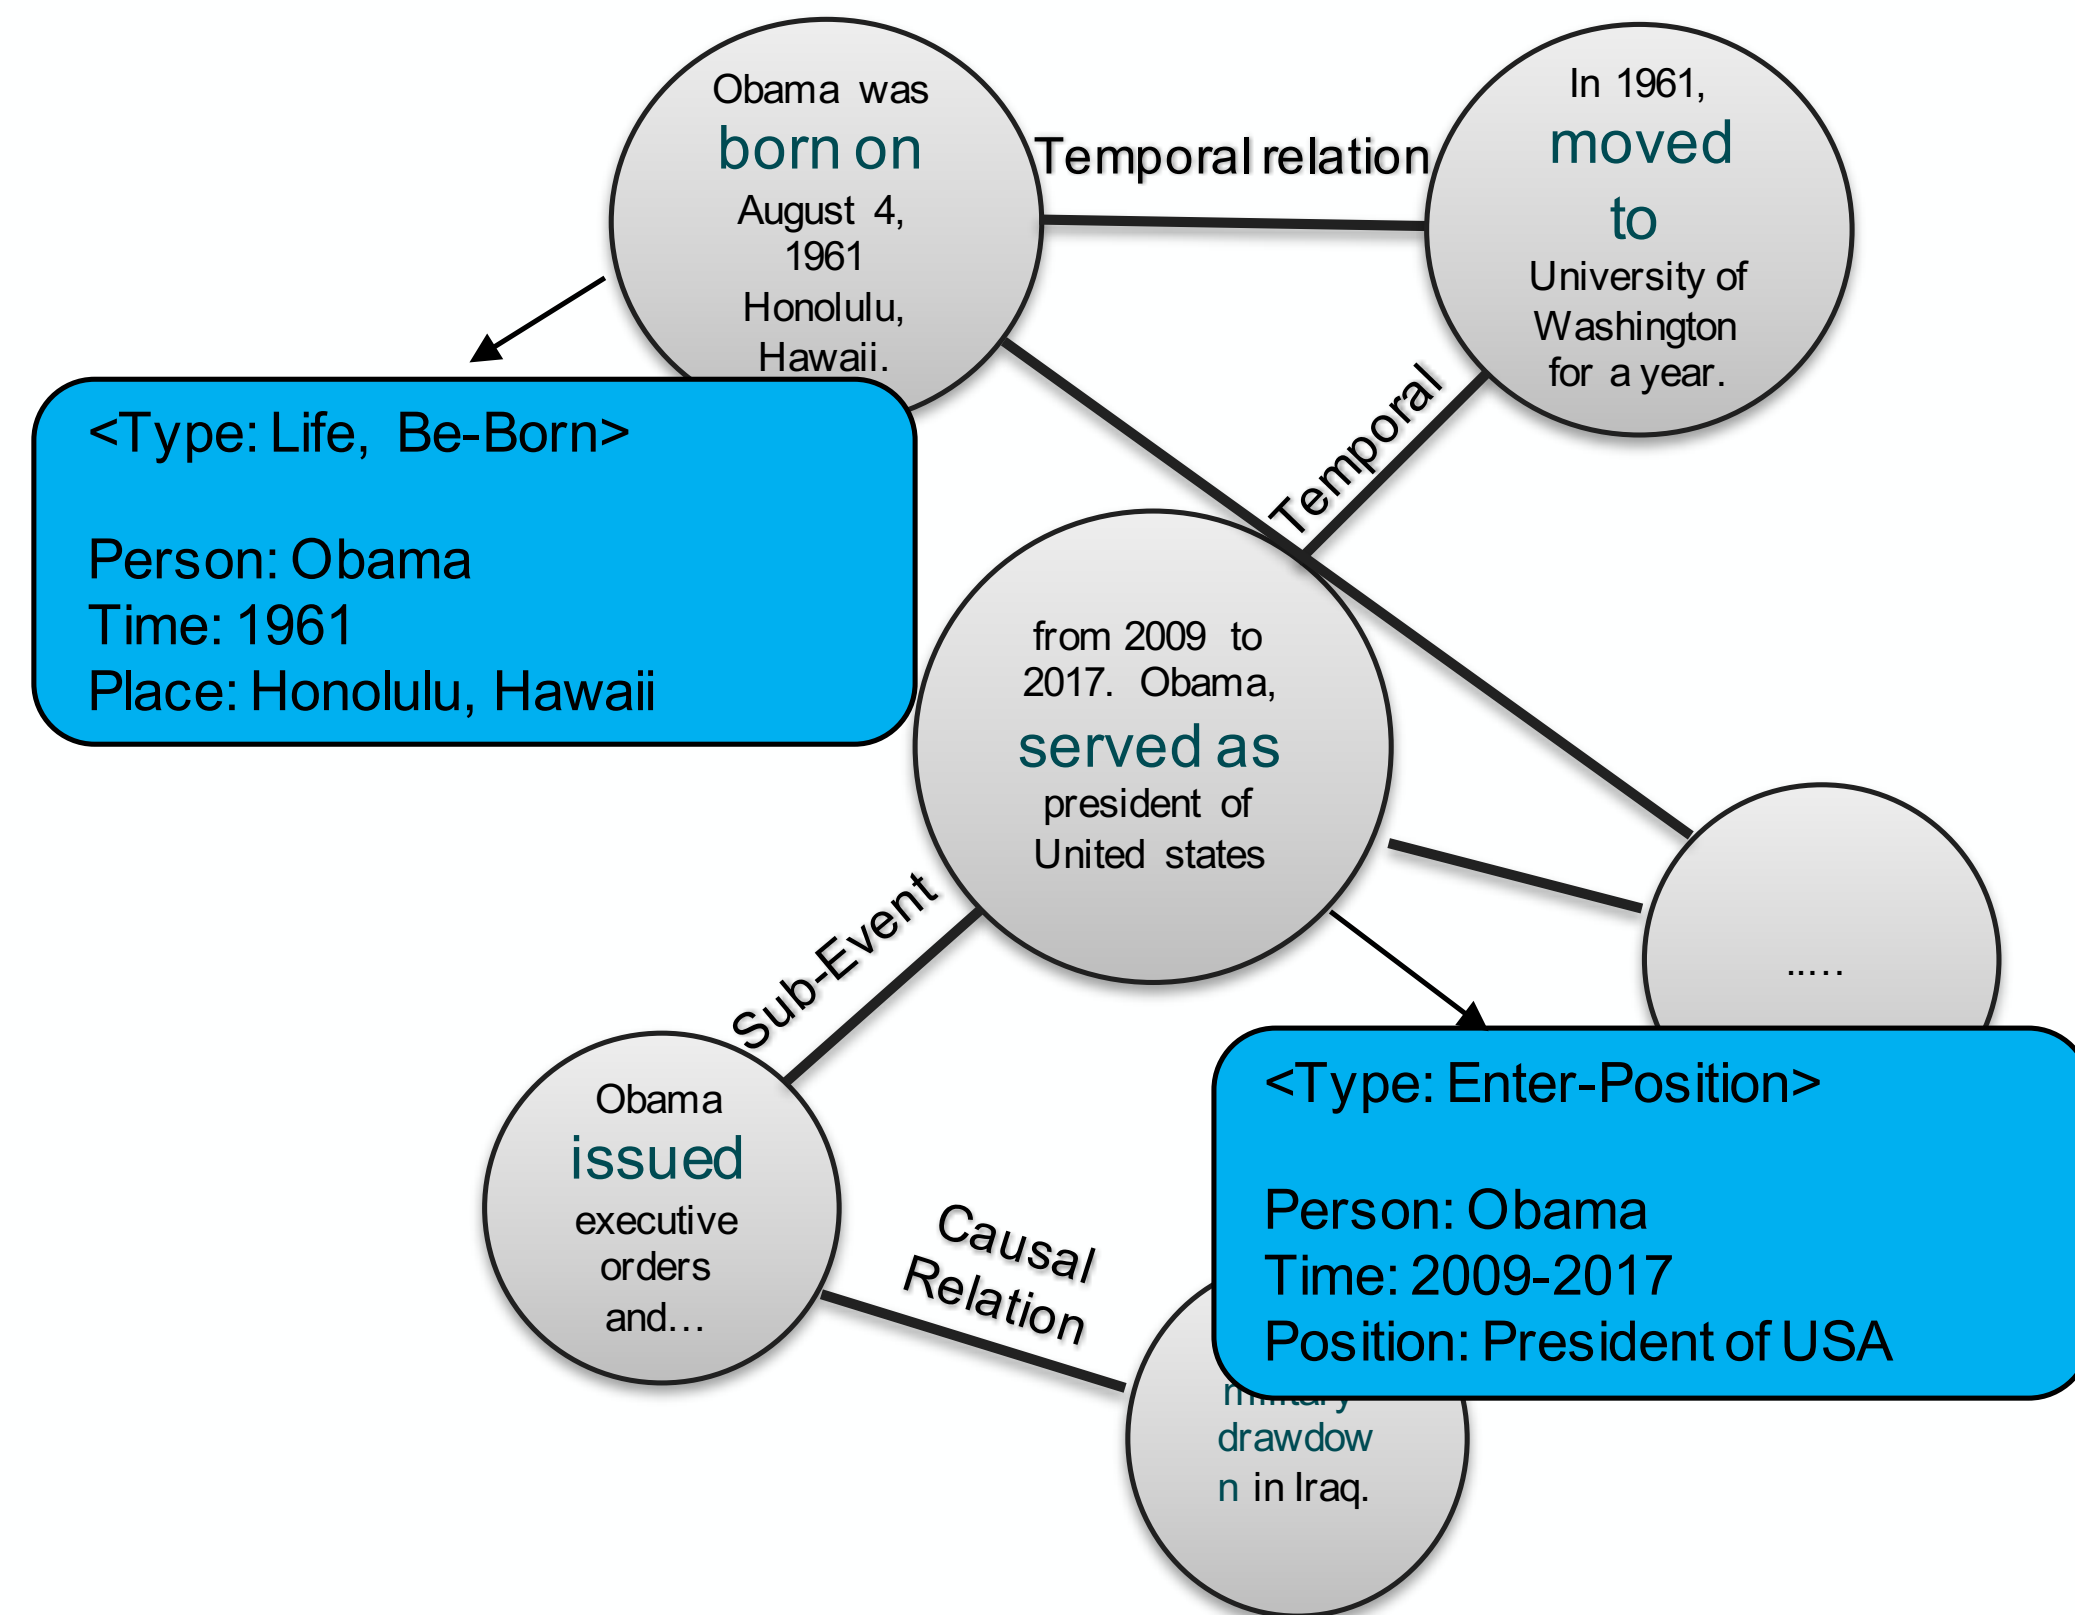 Obama was
born on
August 4,
1961
Honolulu,
Hawaii.
Temporal relation
In 1961,
moved
to
University of
Washington
for a year.
Temporal
<Type: Life, Be-Born>
Person: Obama
Time: 1961
Place: Honolulu, Hawaii
from 2009 to
2017. Obama,
served as
president of
United states
.....
Sub-Event
Obama
issued
executive
orders
and...
Causal
Relation
<Type: Enter-Position>
Person: Obama
Time: 2009-2017
Position: President of USA
military
drawdow
n in Iraq.